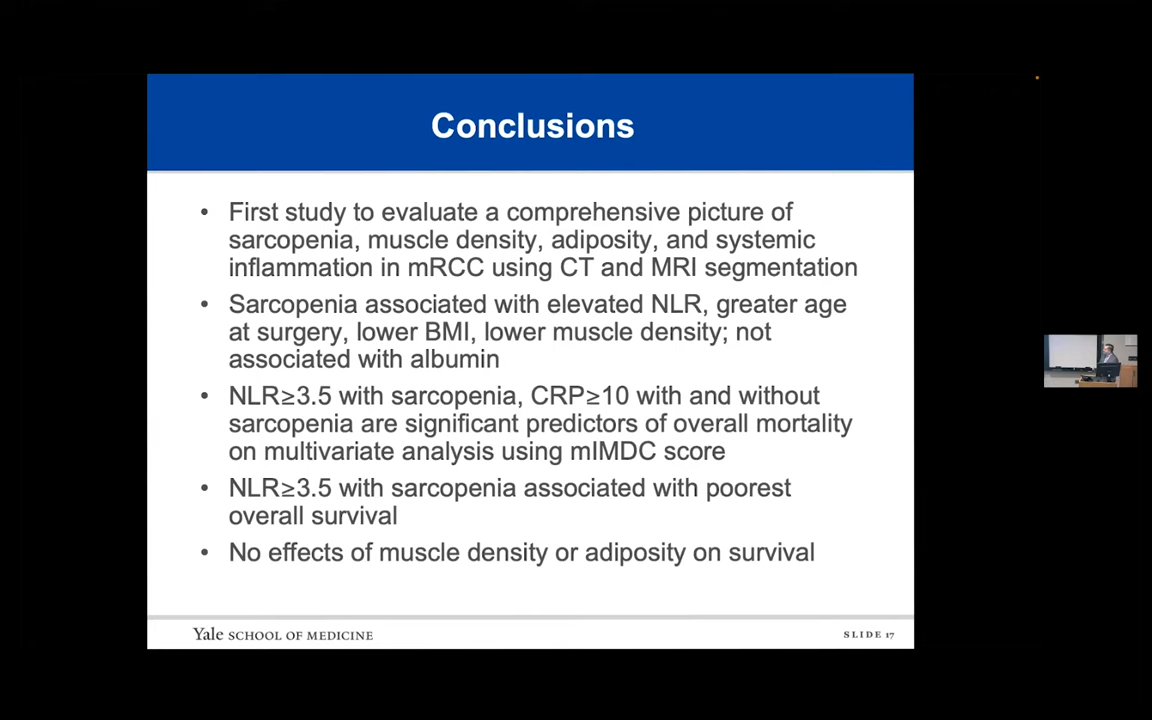 Conclusions
• First study to evaluate a comprehensive picture of
sarcopenia, muscle density, adiposity, and systemic
inflammation in mRCC using CT and MRI segmentation
• Sarcopenia associated with elevated NLR, greater age
at surgery, lower BMI, lower muscle density; not
associated with albumin
• NLR≥3.5 with sarcopenia, CRP≥10 with and without
sarcopenia are significant predictors of overall mortality
on multivariate analysis using mIMDC score
• NLR≥3.5 with sarcopenia associated with poorest
overall survival
• No effects of muscle density or adiposity on survival
Yale SCHOOL OF MEDICINE
SLIDE 17